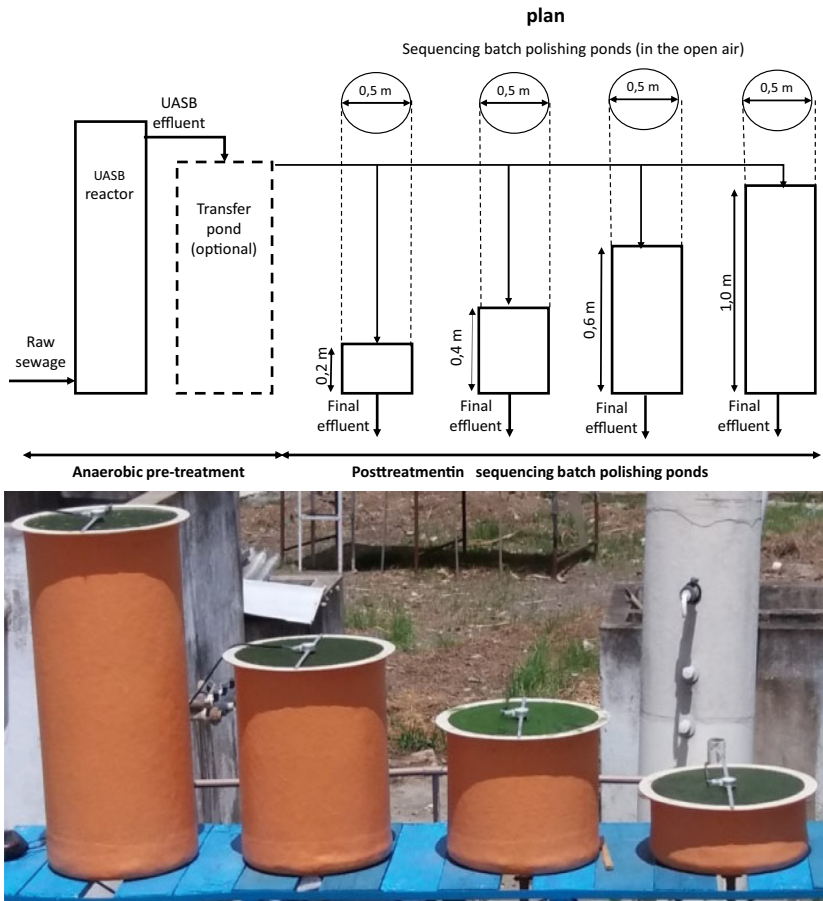 plan
Sequencing batch polishing ponds (in the open air)
0,5 m
0,5 m
0,5 m
0,5 m
UASB
effluent
UASB
reactor
Transfer
pond
(optional)
Raw
sewage
0,2 m
0,4 m
0,6 m
1,0 m
Final
effluent
Final
effluent
Final
effluent
Final
effluent
Anaerobic pre-treatment
Posttreatmentin sequencing batch polishing ponds